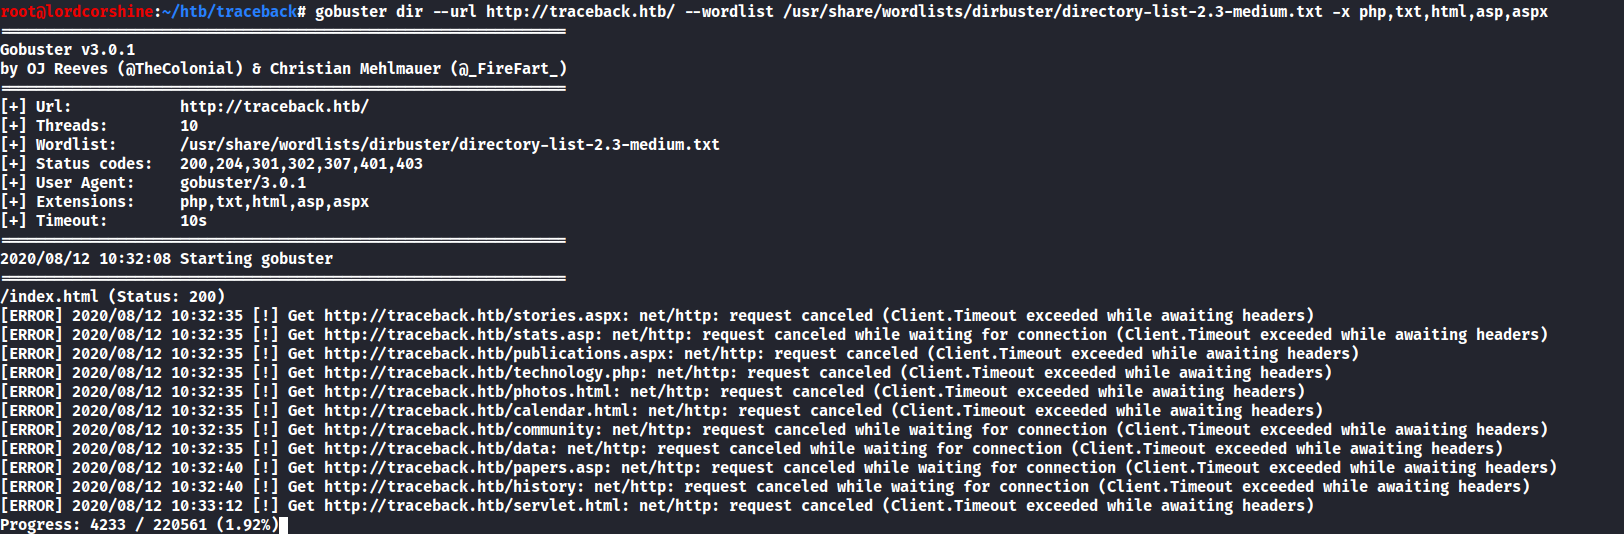 root@lordcorshine:~/htb/traceback# gobuster dir --url http://traceback.htb/ --wordlist /usr/share/wordlists/dirbuster/directory-list-2.3-medium.txt -x php,txt,html,asp,aspx
===============================================================
Gobuster v3.0.1
by OJ Reeves (@TheColonial) & Christian Mehlmauer (@_FireFart_)
===============================================================
[+] Url:            http://traceback.htb/
[+] Threads:        10
[+] Wordlist:       /usr/share/wordlists/dirbuster/directory-list-2.3-medium.txt
[+] Status codes:   200,204,301,302,307,401,403
[+] User Agent:     gobuster/3.0.1
[+] Extensions:     php,txt,html,asp,aspx
[+] Timeout:        10s
===============================================================
2020/08/12 10:32:08 Starting gobuster
===============================================================
/index.html (Status: 200)
[ERROR] 2020/08/12 10:32:35 [!] Get http://traceback.htb/stories.aspx: net/http: request canceled (Client.Timeout exceeded while awaiting headers)
[ERROR] 2020/08/12 10:32:35 [!] Get http://traceback.htb/stats.asp: net/http: request canceled while waiting for connection (Client.Timeout exceeded while awaiting headers)
[ERROR] 2020/08/12 10:32:35 [!] Get http://traceback.htb/publications.aspx: net/http: request canceled (Client.Timeout exceeded while awaiting headers)
[ERROR] 2020/08/12 10:32:35 [!] Get http://traceback.htb/technology.php: net/http: request canceled (Client.Timeout exceeded while awaiting headers)
[ERROR] 2020/08/12 10:32:35 [!] Get http://traceback.htb/photos.html: net/http: request canceled (Client.Timeout exceeded while awaiting headers)
[ERROR] 2020/08/12 10:32:35 [!] Get http://traceback.htb/calendar.html: net/http: request canceled (Client.Timeout exceeded while awaiting headers)
[ERROR] 2020/08/12 10:32:35 [!] Get http://traceback.htb/community: net/http: request canceled while waiting for connection (Client.Timeout exceeded while awaiting headers)
[ERROR] 2020/08/12 10:32:35 [!] Get http://traceback.htb/data: net/http: request canceled while waiting for connection (Client.Timeout exceeded while awaiting headers)
[ERROR] 2020/08/12 10:32:40 [!] Get http://traceback.htb/papers.asp: net/http: request canceled while waiting for connection (Client.Timeout exceeded while awaiting headers)
[ERROR] 2020/08/12 10:32:40 [!] Get http://traceback.htb/history: net/http: request canceled while waiting for connection (Client.Timeout exceeded while awaiting headers)
[ERROR] 2020/08/12 10:33:12 [!] Get http://traceback.htb/servlet.html: net/http: request canceled (Client.Timeout exceeded while awaiting headers)
Progress: 4233 / 220561 (1.92%)